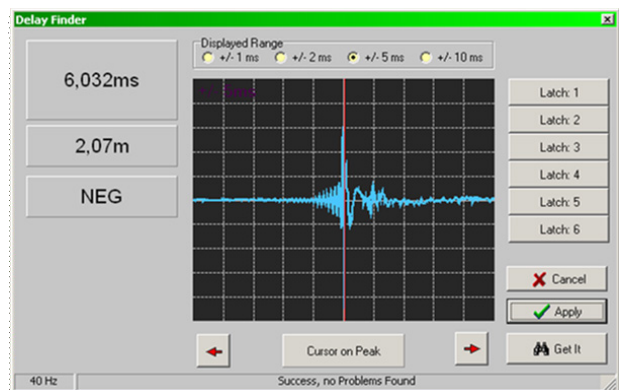 Delay Finder
6,032ms
2,07m
NEG
Displayed Range
+/- 1 ms +/- 2 ms +/- 5 ms +/- 10 ms
+/- 5ms
Latch: 1
Latch: 2
Latch: 3
Latch: 4
Latch: 5
Latch: 6
Cancel
Apply
Cursor on Peak
Get It
40 Hz
Success, no Problems Found